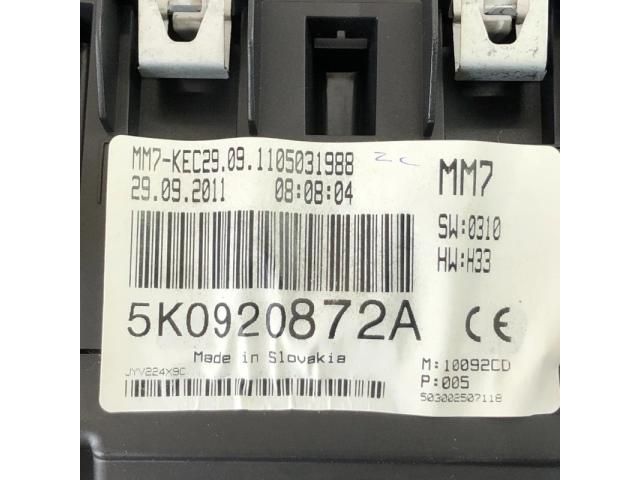 MM7-KEC29.09.1105031988
29.09.2011 08:08:04
MM7
SW:0310
HW:H33
5K0920872A
CE
Made in Slovakia
JYV224X9C
M:10092CD
P:005
503002507118